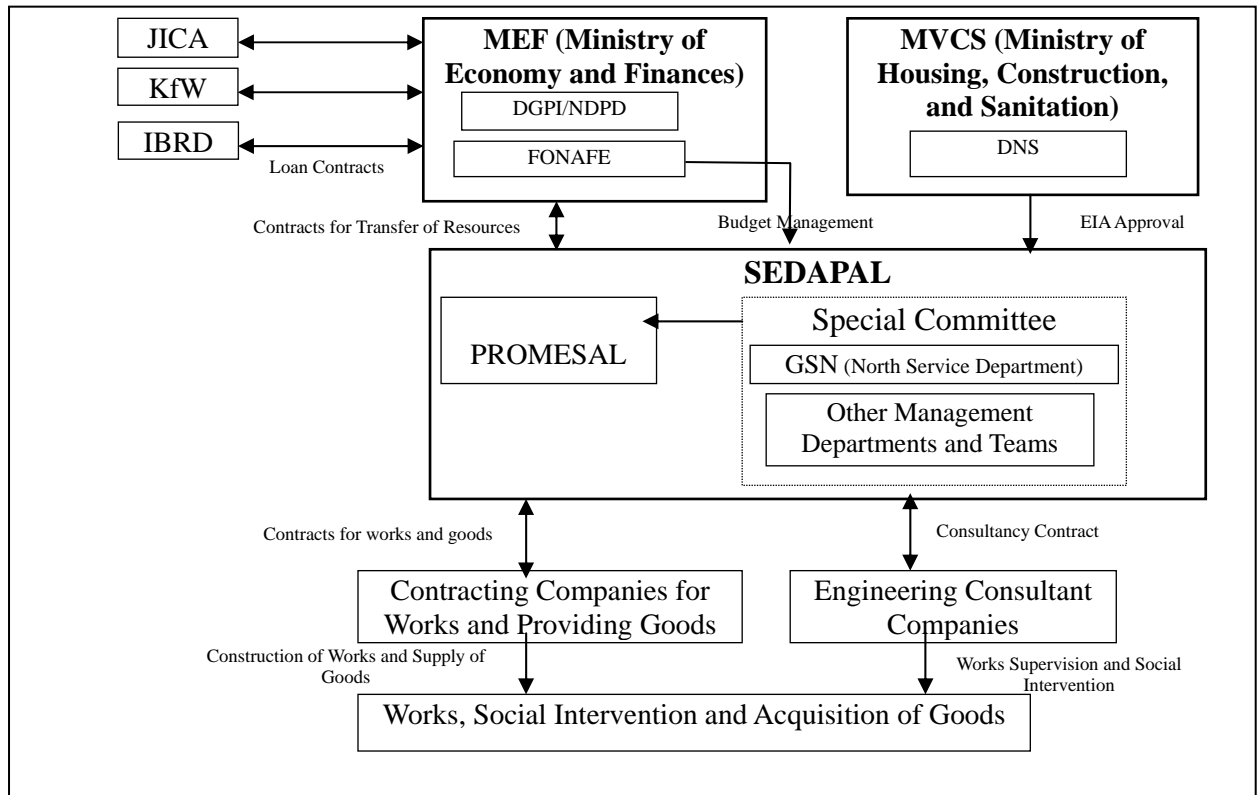 JICA
KfW
IBRD
Loan Contracts
MEF (Ministry of
Economy and Finances)
DGPI/NDPD
FONAFE
MVCS (Ministry of
Housing, Construction,
and Sanitation)
DNS
Contracts for Transfer of Resources
Budget Management
EIA Approval
SEDAPAL
PROMESAL
Special Committee
GSN (North Service Department)
Other Management
Departments and Teams
Contracts for works and goods
Consultancy Contract
Contracting Companies for
Works and Providing Goods
Engineering Consultant
Companies
Construction of Works and Supply of
Goods
Works Supervision and Social
Intervention
Works, Social Intervention and Acquisition of Goods